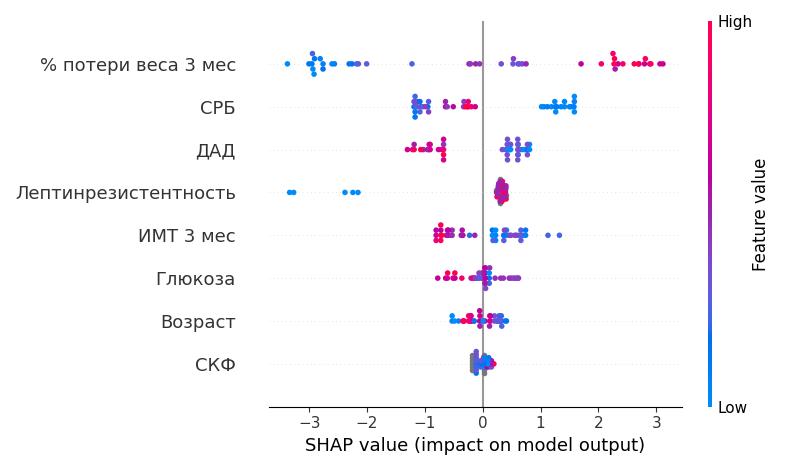 High
% потери веса 3 мес
СРБ
ДАД
Лептинрезистентность
ИМТ 3 мес
Глюкоза
Возраст
СКФ
Feature value
Low
−3 −2 −1 0 1 2 3
SHAP value (impact on model output)